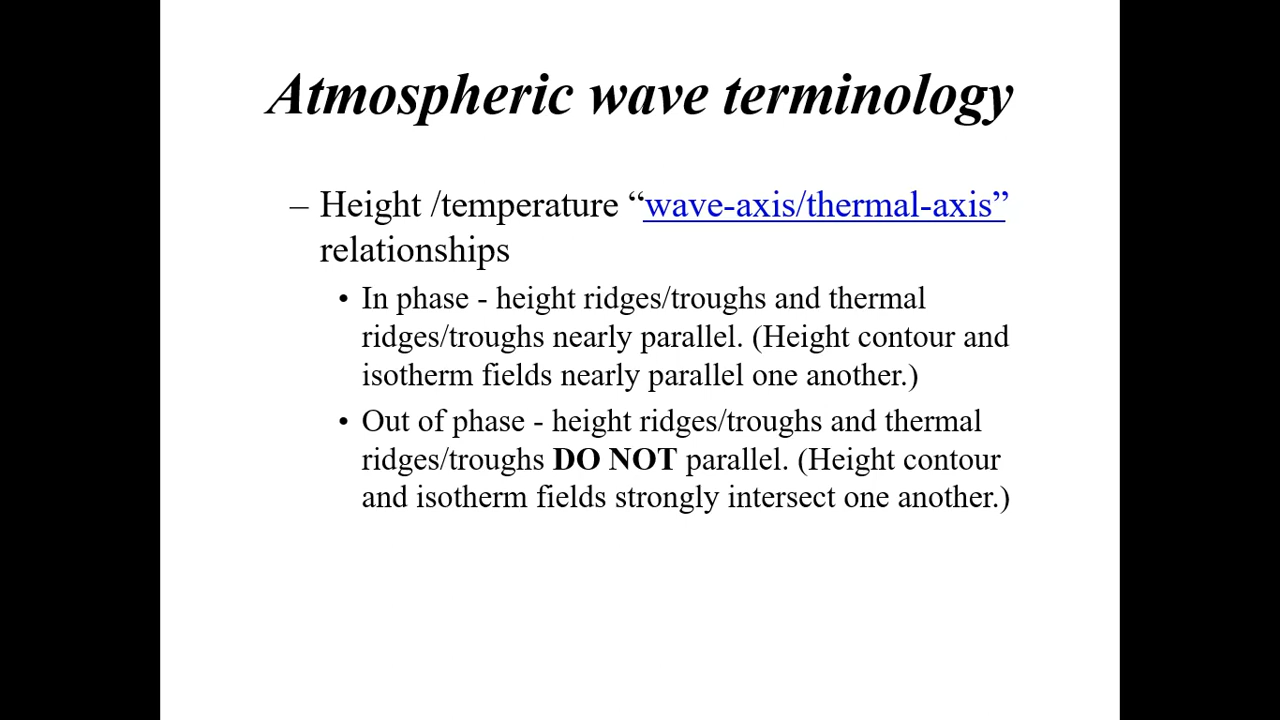 Atmospheric wave terminology
– Height /temperature “wave-axis/thermal-axis”
relationships
• In phase - height ridges/troughs and thermal
ridges/troughs nearly parallel. (Height contour and
isotherm fields nearly parallel one another.)
• Out of phase - height ridges/troughs and thermal
ridges/troughs DO NOT parallel. (Height contour
and isotherm fields strongly intersect one another.)